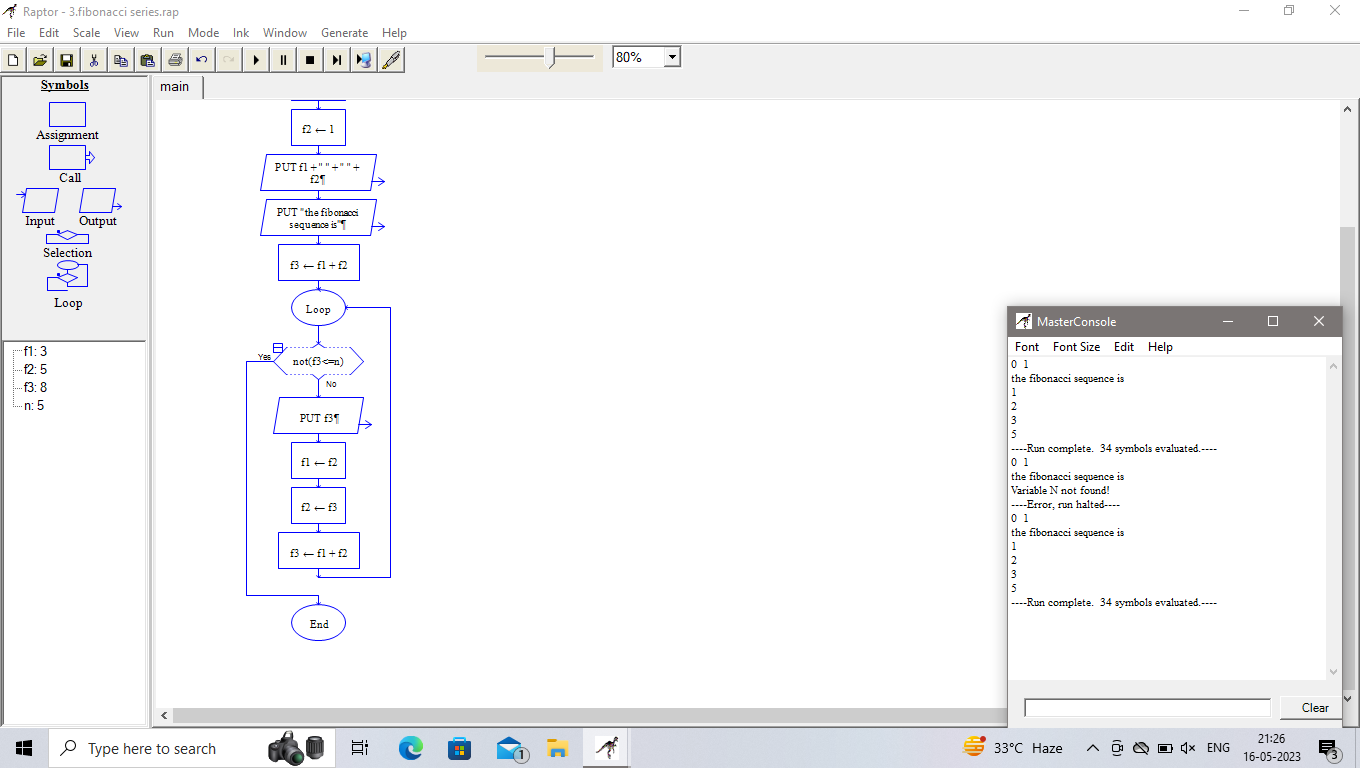 Raptor - 3.fibonacci series.rap
File Edit Scale View Run Mode Ink Window Generate Help
80%
Symbols
Assignment
Call
Input Output
Selection
Loop
f1: 3
f2: 5
f3: 8
n: 5
main
f2 ← 1
PUT f1 +" " +" " +
f2¶
PUT "the fibonacci
sequence is"¶
f3 ← f1 + f2
Loop
Yes
not(f3<=n)
No
PUT f3¶
f1 ← f2
f2 ← f3
f3 ← f1 + f2
End
MasterConsole
Font Font Size Edit Help
0 1
the fibonacci sequence is
1
2
3
5
----Run complete. 34 symbols evaluated.----
0 1
the fibonacci sequence is
Variable N not found!
----Error, run halted----
0 1
the fibonacci sequence is
1
2
3
5
----Run complete. 34 symbols evaluated.----
Clear
Type here to search
1
33°C Haze
ENG
21:26
16-05-2023
3